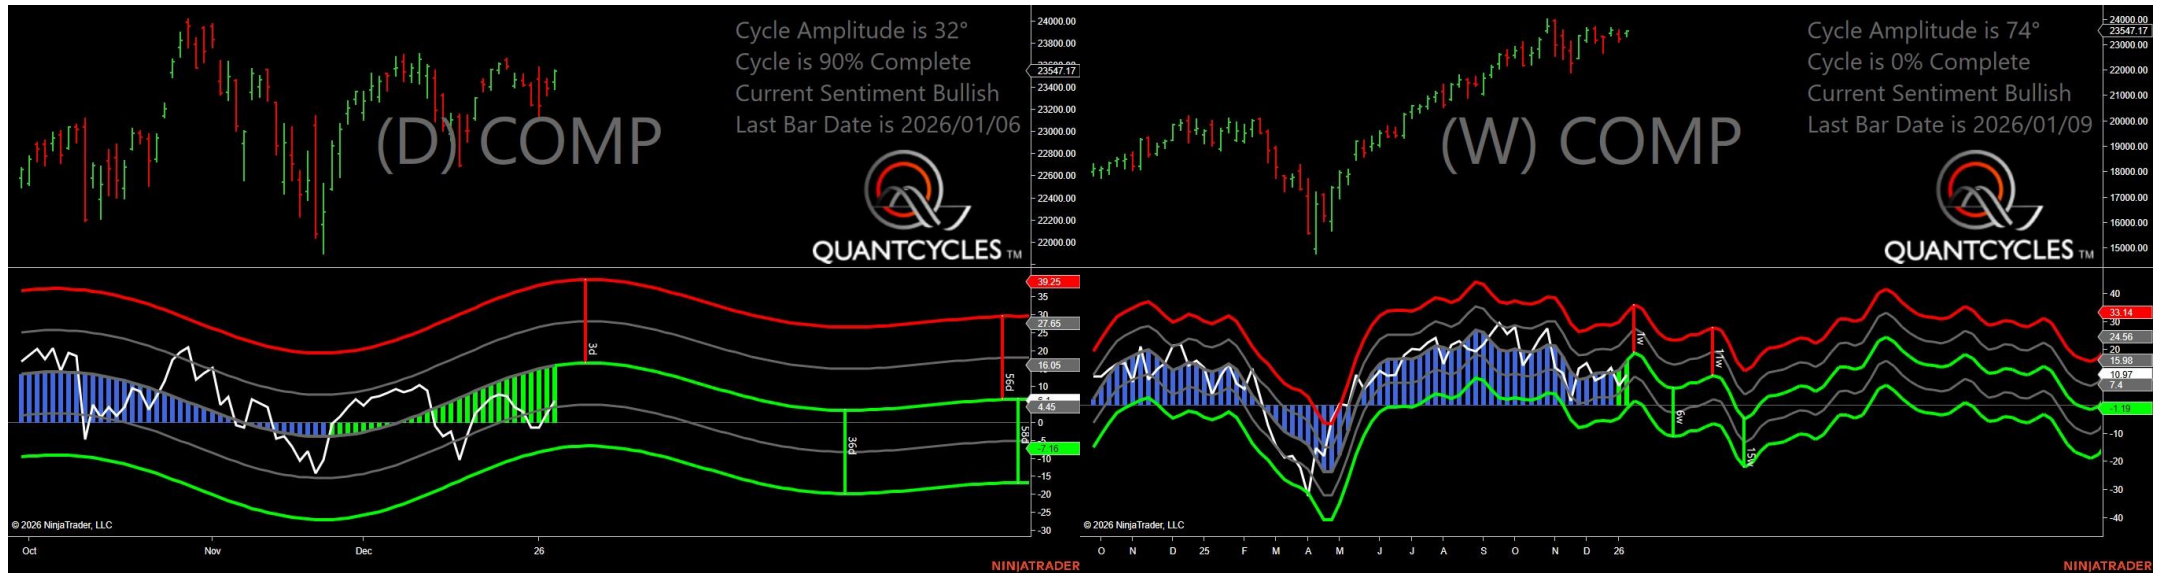 Cycle Amplitude is 32°
Cycle is 90% Complete
Current Sentiment Bullish
Last Bar Date is 2026/01/06
(D) COMP
QUANTCYCLES TM
24000.00
23800.00
23547.17
23400.00
23200.00
23000.00
22800.00
22600.00
22400.00
22200.00
22000.00
39.25
35
30
27.65
25
20
16.05
10
4.45
0
-5
-7.16
-10
-15
-20
-25
-30
3d
36d
56d
58d
© 2026 NinjaTrader, LLC
Oct
Nov
Dec
26
NINJATRADER
Cycle Amplitude is 74°
Cycle is 0% Complete
Current Sentiment Bullish
Last Bar Date is 2026/01/09
(W) COMP
QUANTCYCLES TM
24000.00
23547.17
23000.00
22000.00
21000.00
20000.00
19000.00
18000.00
17000.00
16000.00
15000.00
40
33.14
30
24.56
20
15.98
10.97
7.4
-1.19
-10
-20
-30
-40
1w
6w
11w
15w
© 2026 NinjaTrader, LLC
O N D 25 F M A M J J A S O N D 26
NINJATRADER